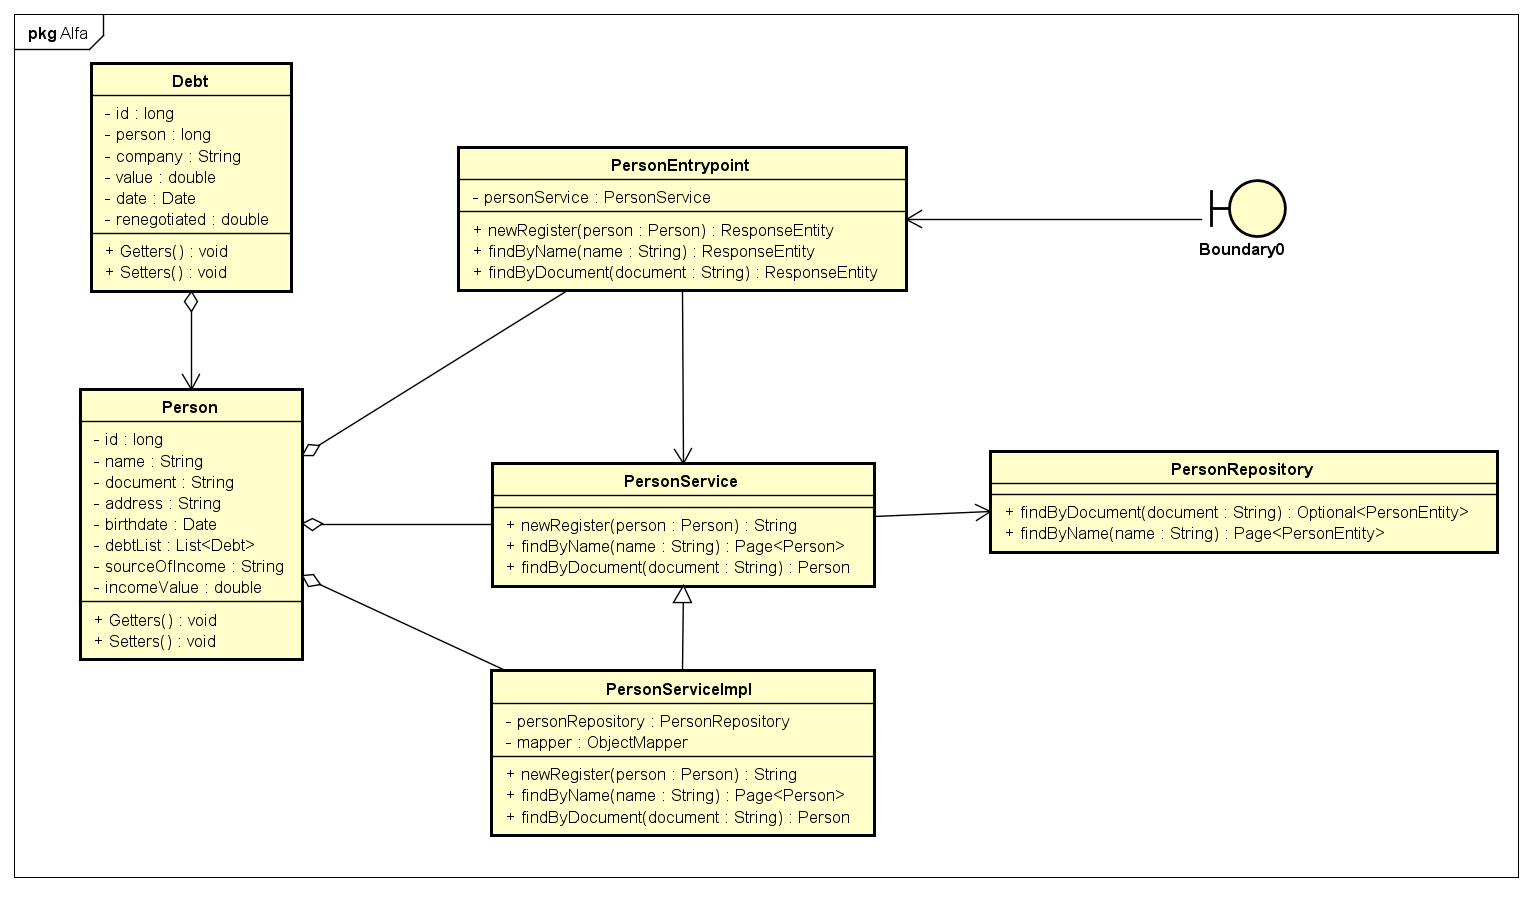 pkg Alfa
Debt
- id : long
- person : long
- company : String
- value : double
- date : Date
- renegotiated : double
+ Getters() : void
+ Setters() : void
PersonEntrypoint
- personService : PersonService
+ newRegister(person : Person) : ResponseEntity
+ findByName(name : String) : ResponseEntity
+ findByDocument(document : String) : ResponseEntity
Boundary0
Person
- id : long
- name : String
- document : String
- address : String
- birthdate : Date
- debtList : List<Debt>
- sourceOfIncome : String
- incomeValue : double
+ Getters() : void
+ Setters() : void
PersonService
+ newRegister(person : Person) : String
+ findByName(name : String) : Page<Person>
+ findByDocument(document : String) : Person
PersonRepository
+ findByDocument(document : String) : Optional<PersonEntity>
+ findByName(name : String) : Page<PersonEntity>
PersonServiceImpl
- personRepository : PersonRepository
- mapper : ObjectMapper
+ newRegister(person : Person) : String
+ findByName(name : String) : Page<Person>
+ findByDocument(document : String) : Person